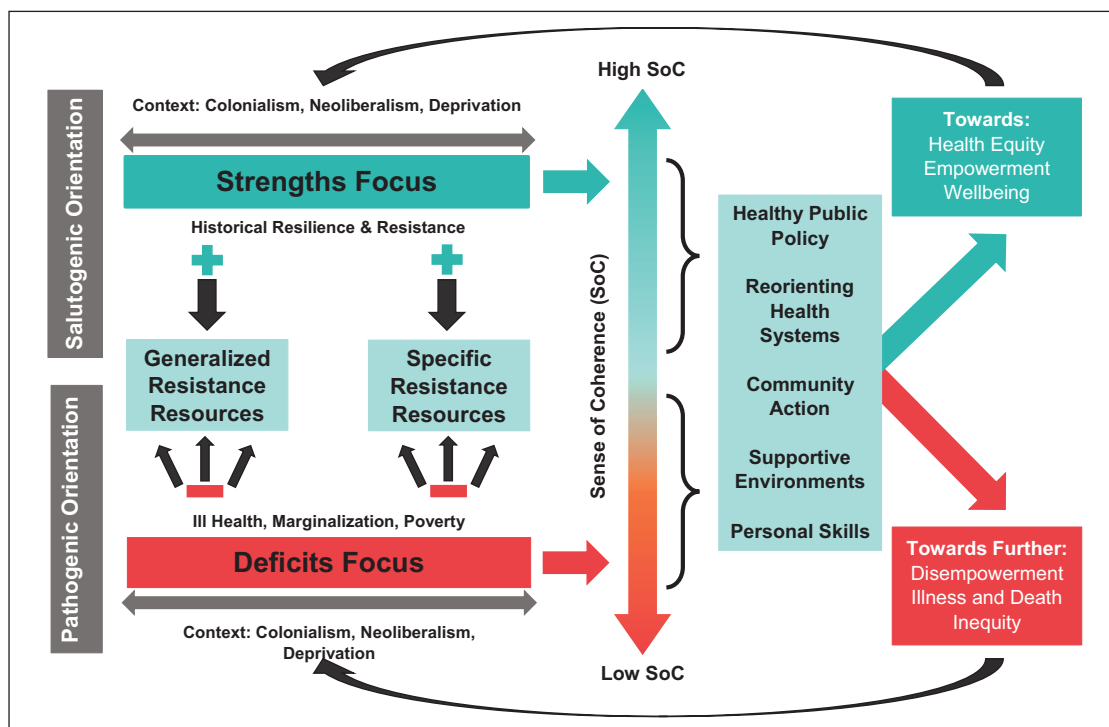 Salutogenic Orientation
Pathogenic Orientation
Context: Colonialism, Neoliberalism, Deprivation
Strengths Focus
Historical Resilience & Resistance
Generalized
Resistance
Resources
Specific
Resistance
Resources
Ill Health, Marginalization, Poverty
Deficits Focus
Context: Colonialism, Neoliberalism,
Deprivation
High SoC
Sense of Coherence (SoC)
Low SoC
Healthy Public
Policy
Reorienting
Health
Systems
Community
Action
Supportive
Environments
Personal Skills
Towards:
Health Equity
Empowerment
Wellbeing
Towards Further:
Disempowerment
Illness and Death
Inequity